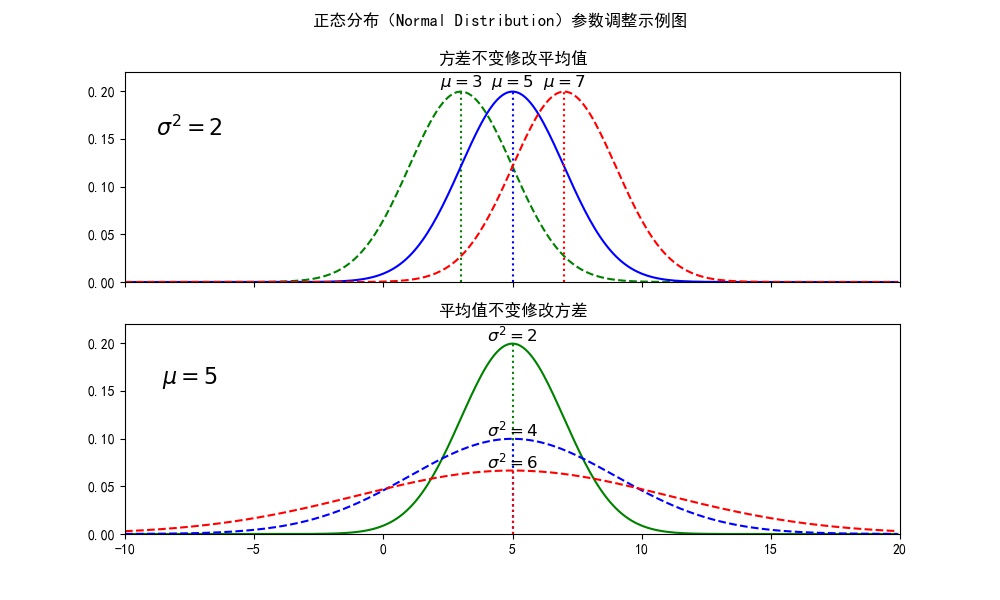 正态分布（Normal Distribution）参数调整示例图
方差不变修改平均值
μ = 3 μ = 5 μ = 7
σ² = 2
0.20
0.15
0.10
0.05
0.00
平均值不变修改方差
σ² = 2
μ = 5
σ² = 4
σ² = 6
0.20
0.15
0.10
0.05
0.00
−10 −5 0 5 10 15 20